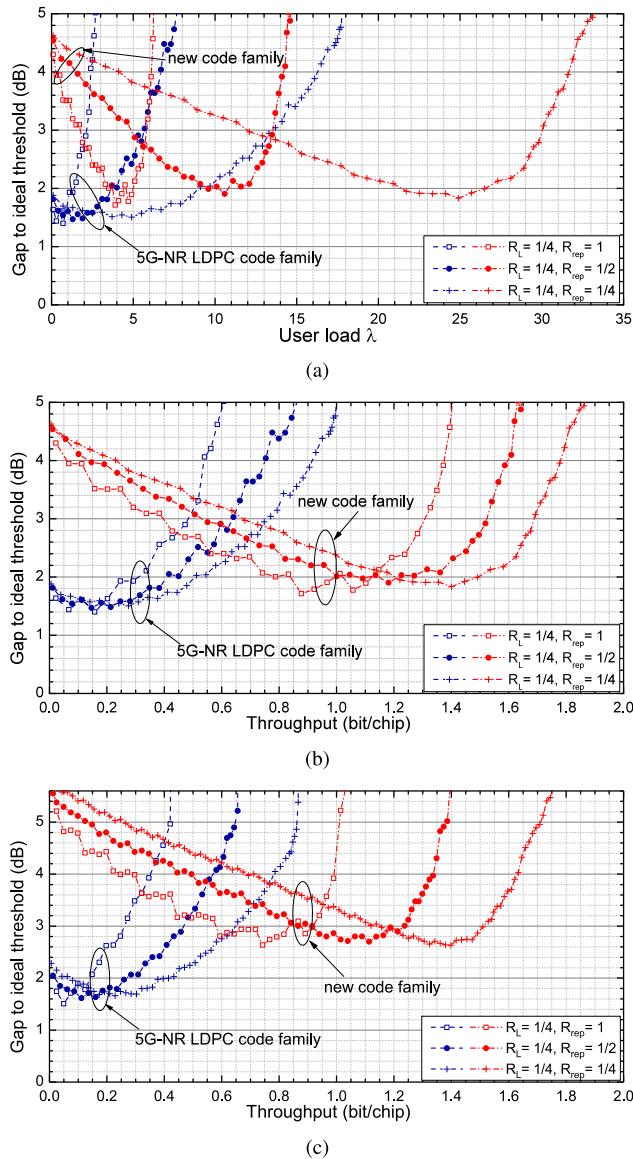 5
4
3
2
1
0
Gap to ideal threshold (dB)
new code family
5G-NR LDPC code family
R_L= 1/4, R_rep= 1
R_L= 1/4, R_rep= 1/2
R_L= 1/4, R_rep= 1/4
0 5 10 15 20 25 30 35
User load λ
(a)
5
4
3
2
1
0
Gap to ideal threshold (dB)
new code family
5G-NR LDPC code family
R_L= 1/4, R_rep= 1
R_L= 1/4, R_rep= 1/2
R_L= 1/4, R_rep= 1/4
0.0 0.2 0.4 0.6 0.8 1.0 1.2 1.4 1.6 1.8 2.0
Throughput (bit/chip)
(b)
5
4
3
2
1
0
Gap to ideal threshold (dB)
new code family
5G-NR LDPC code family
R_L= 1/4, R_rep= 1
R_L= 1/4, R_rep= 1/2
R_L= 1/4, R_rep= 1/4
0.0 0.2 0.4 0.6 0.8 1.0 1.2 1.4 1.6 1.8 2.0
Throughput (bit/chip)
(c)